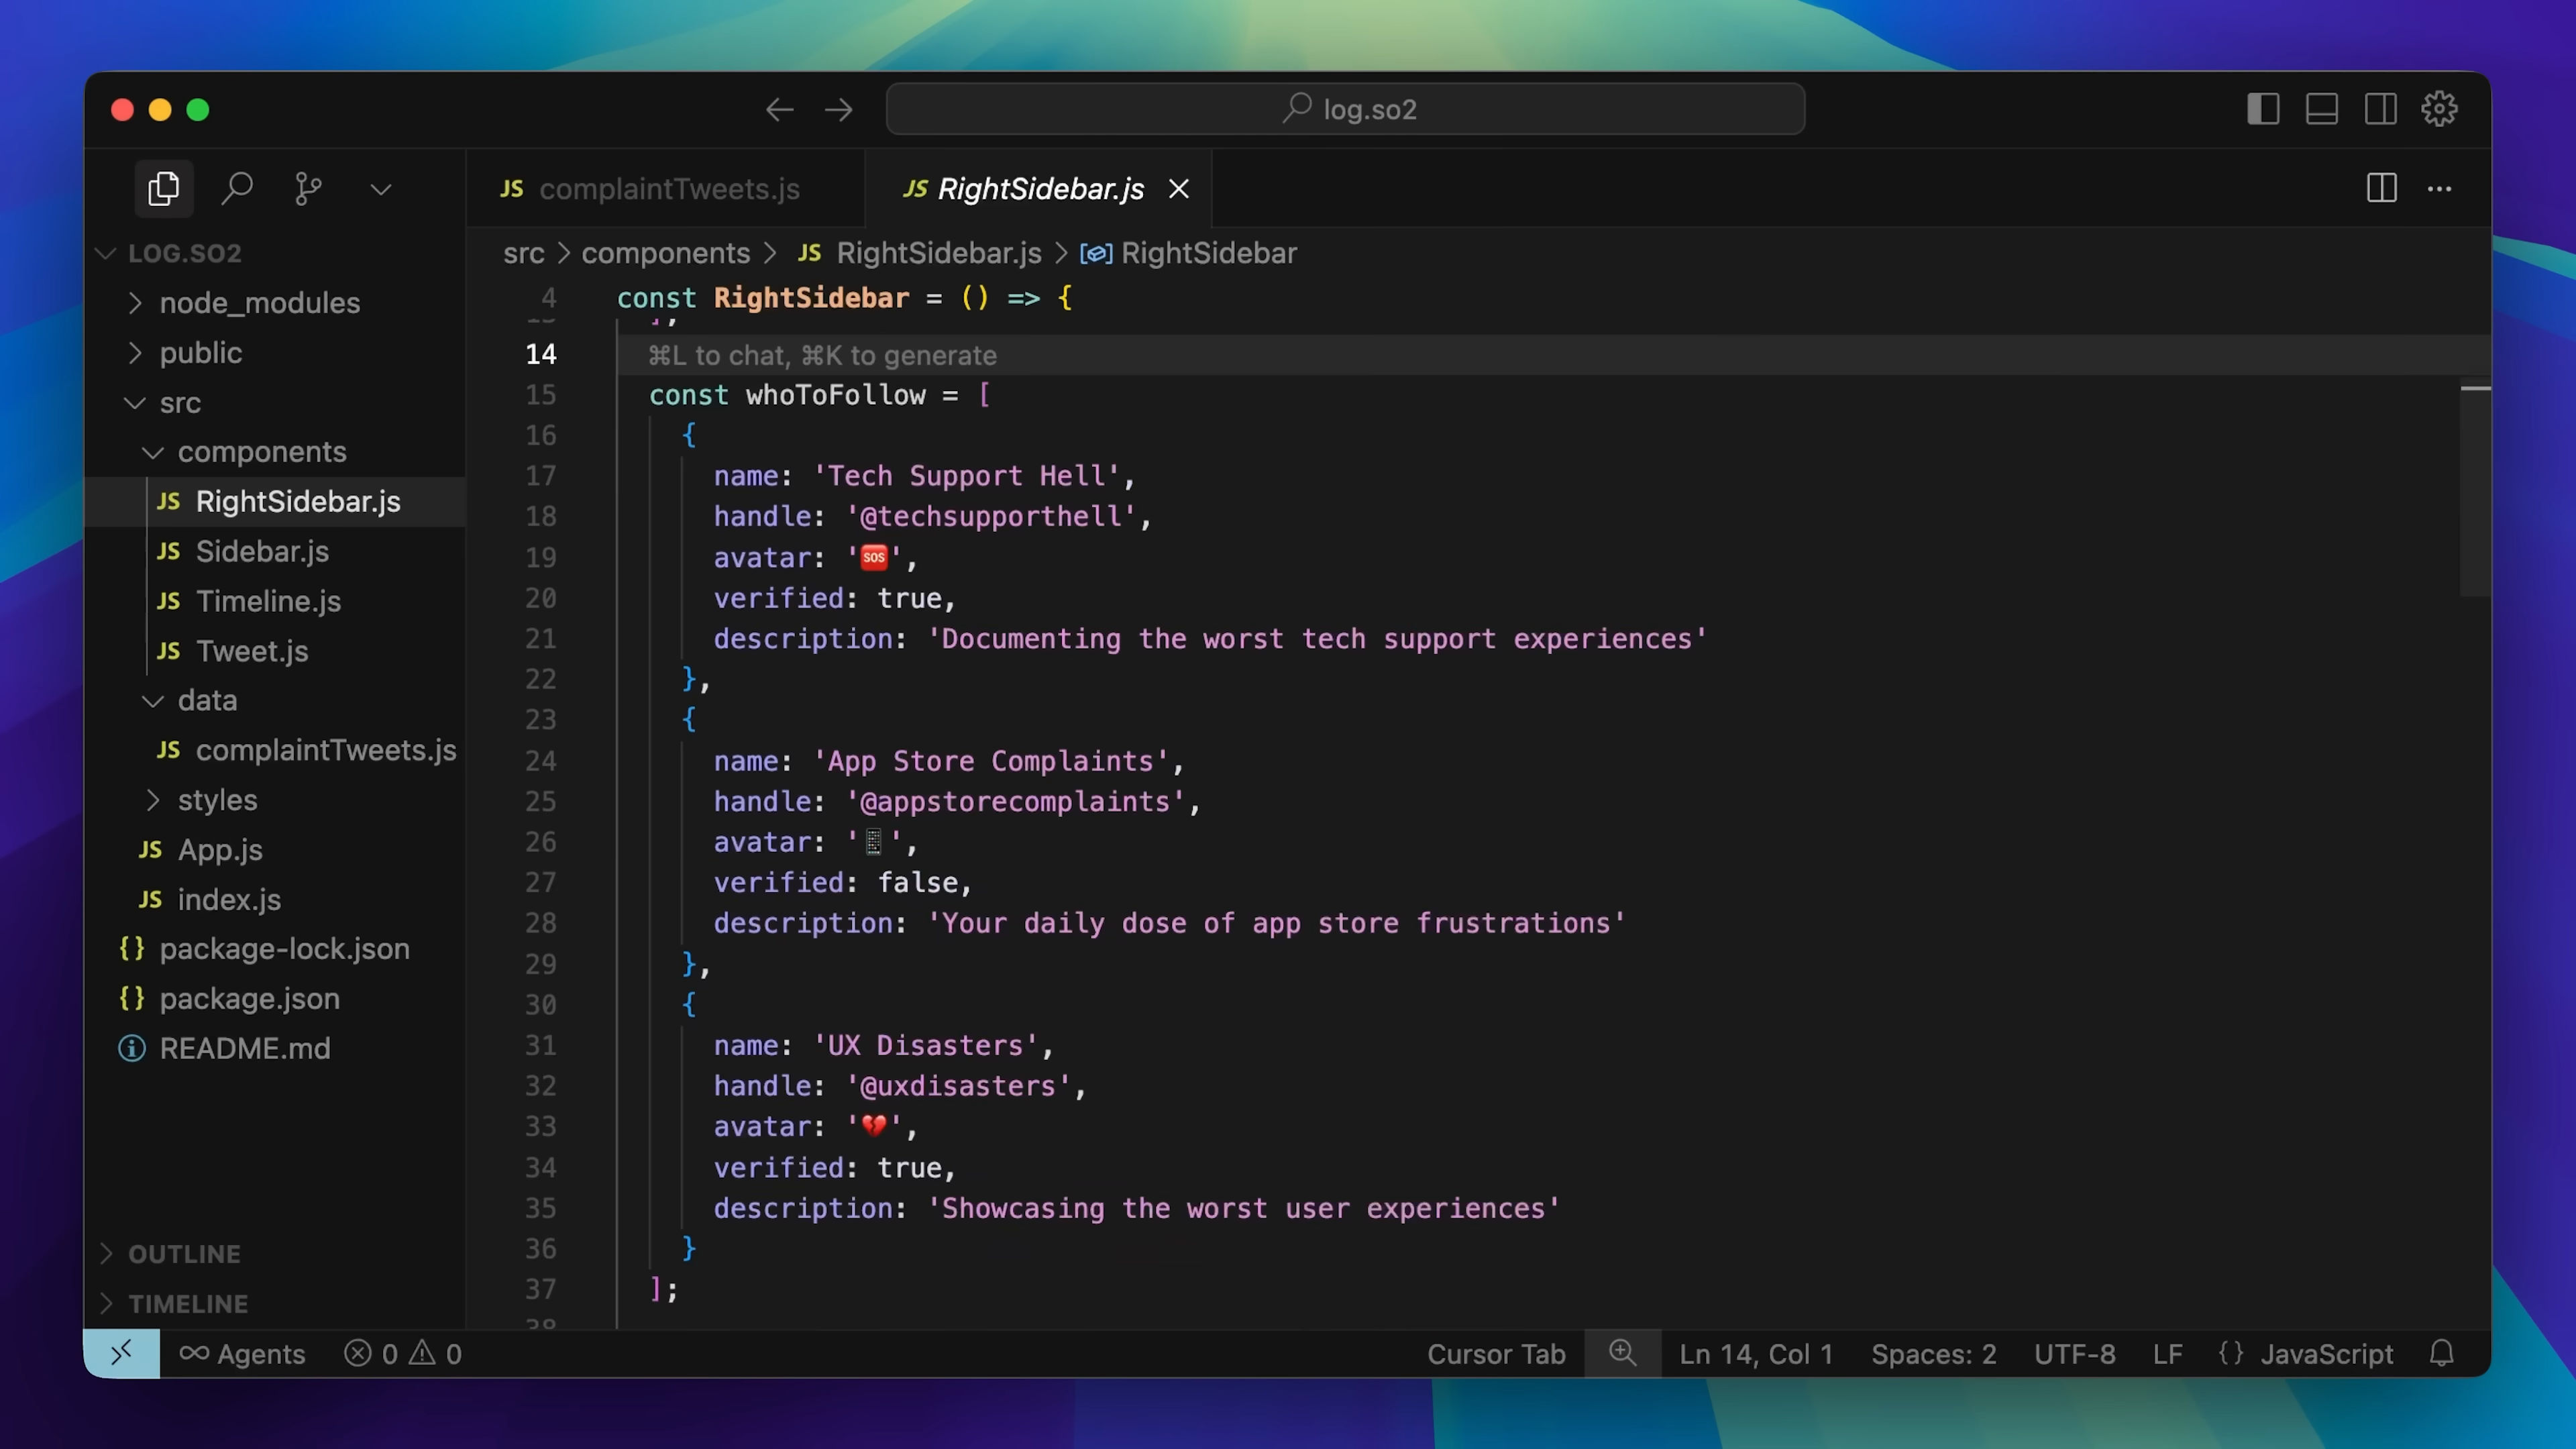 log.so2
JS complaintTweets.js
JS RightSidebar.js
LOG.SO2
src > components > JS RightSidebar.js > RightSidebar
node_modules
public
src
components
JS RightSidebar.js
JS Sidebar.js
JS Timeline.js
JS Tweet.js
data
JS complaintTweets.js
styles
JS App.js
JS index.js
{} package-lock.json
{} package.json
README.md
OUTLINE
TIMELINE
4 const RightSidebar = () => {
13 ];
14 ⌘L to chat, ⌘K to generate
15 const whoToFollow = [
16 {
17 name: 'Tech Support Hell',
18 handle: '@techsupporthell',
19 avatar: '🆘',
20 verified: true,
21 description: 'Documenting the worst tech support experiences'
22 },
23 {
24 name: 'App Store Complaints',
25 handle: '@appstorecomplaints',
26 avatar: '📱',
27 verified: false,
28 description: 'Your daily dose of app store frustrations'
29 },
30 {
31 name: 'UX Disasters',
32 handle: '@uxdisasters',
33 avatar: '💔',
34 verified: true,
35 description: 'Showcasing the worst user experiences'
36 }
37 ];
38
Agents 0 0 Cursor Tab Ln 14, Col 1 Spaces: 2 UTF-8 LF {} JavaScript